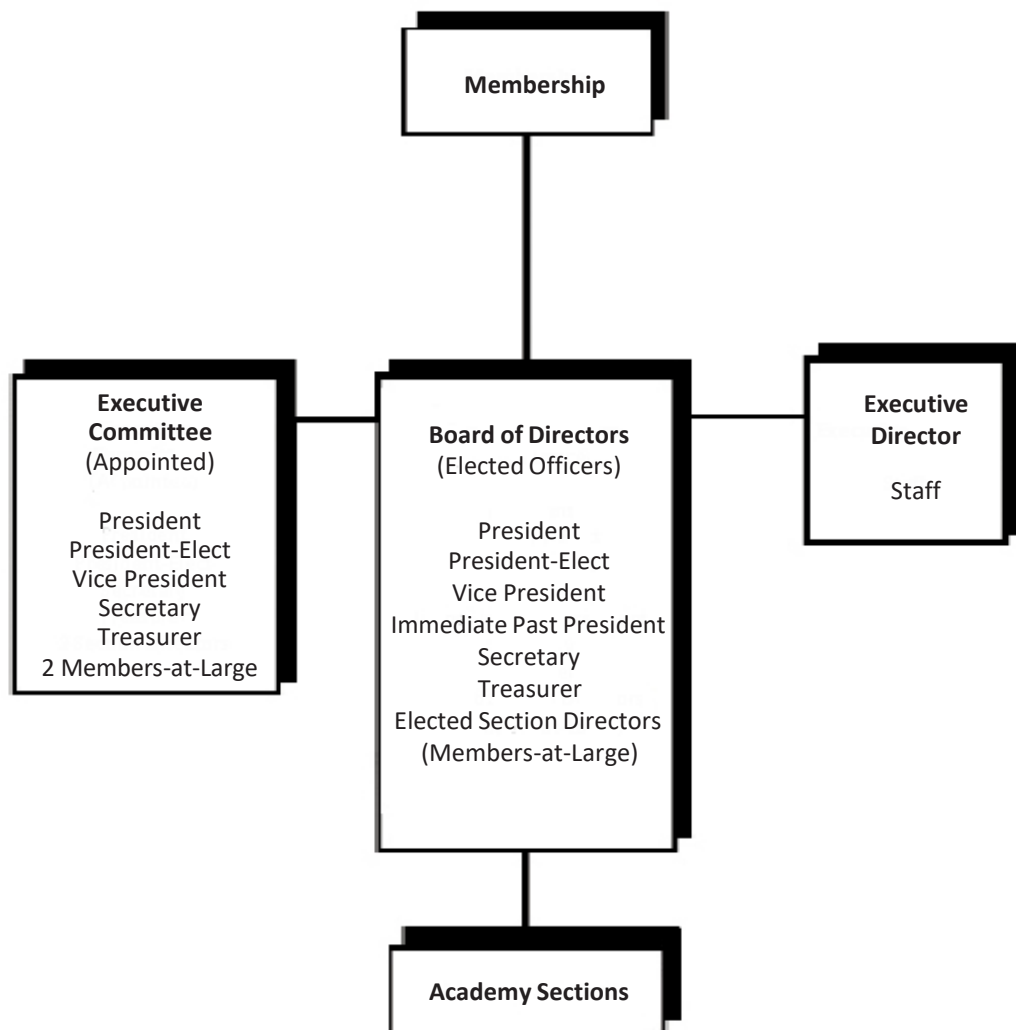 Membership
Executive
Committee
(Appointed)
President
President-Elect
Vice President
Secretary
Treasurer
2 Members-at-Large
Board of Directors
(Elected Officers)
President
President-Elect
Vice President
Immediate Past President
Secretary
Treasurer
Elected Section Directors
(Members-at-Large)
Executive
Director
Staff
Academy Sections